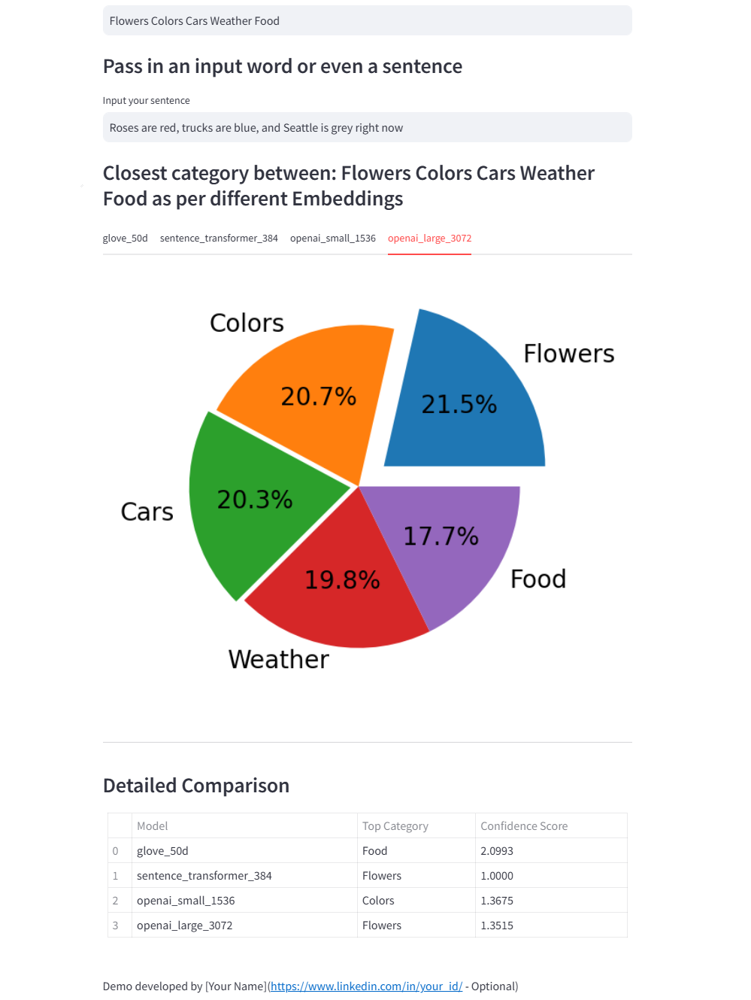 Flowers Colors Cars Weather Food
Pass in an input word or even a sentence
Input your sentence
Roses are red, trucks are blue, and Seattle is grey right now
Closest category between: Flowers Colors Cars Weather
Food as per different Embeddings
glove_50d sentence_transformer_384 openai_small_1536 openai_large_3072
Colors
Flowers
20.7%
21.5%
20.3%
Cars
17.7%
19.8%
Food
Weather
Detailed Comparison
Model Top Category Confidence Score
0 glove_50d Food 2.0993
1 sentence_transformer_384 Flowers 1.0000
2 openai_small_1536 Colors 1.3675
3 openai_large_3072 Flowers 1.3515
Demo developed by [Your Name](https://www.linkedin.com/in/your_id/ - Optional)